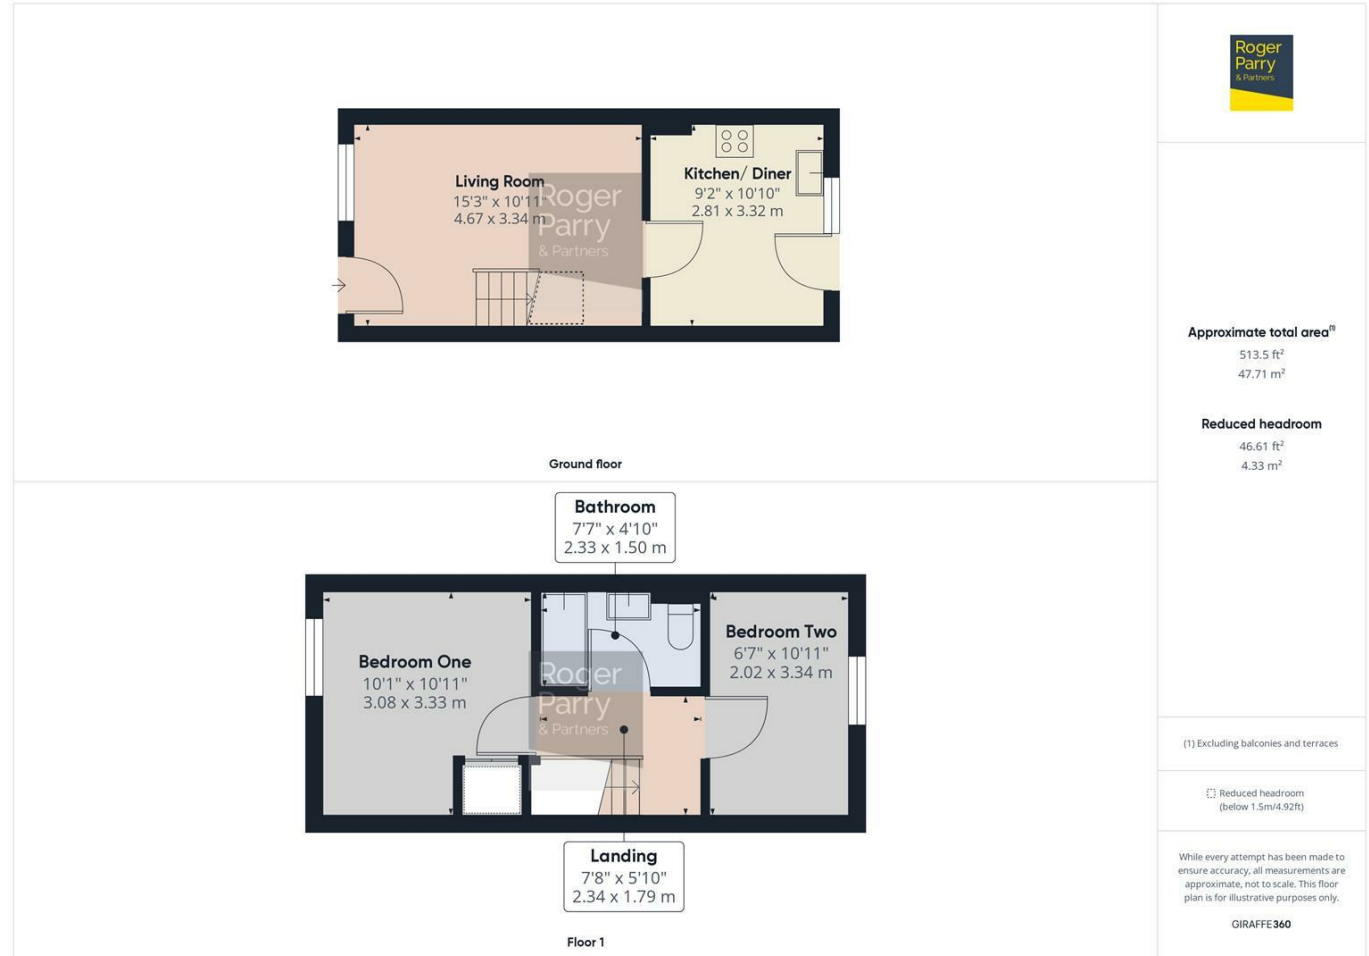 Roger
Parry
& Partners
Living Room
15'3" x 10'11"
4.67 x 3.34 m
Roger
Parry
& Partners
Kitchen/ Diner
9'2" x 10'10"
2.81 x 3.32 m
Ground floor
Approximate total area(1)
513.5 ft²
47.71 m²
Reduced headroom
46.61 ft²
4.33 m²
Bathroom
7'7" x 4'10"
2.33 x 1.50 m
Bedroom One
10'1" x 10'11"
3.08 x 3.33 m
Roger
Parry
& Partners
Bedroom Two
6'7" x 10'11"
2.02 x 3.34 m
Landing
7'8" x 5'10"
2.34 x 1.79 m
Floor 1
(1) Excluding balconies and terraces
Reduced headroom
(below 1.5m/4.92ft)
While every attempt has been made to
ensure accuracy, all measurements are
approximate, not to scale. This floor
plan is for illustrative purposes only.
GIRAFFE360